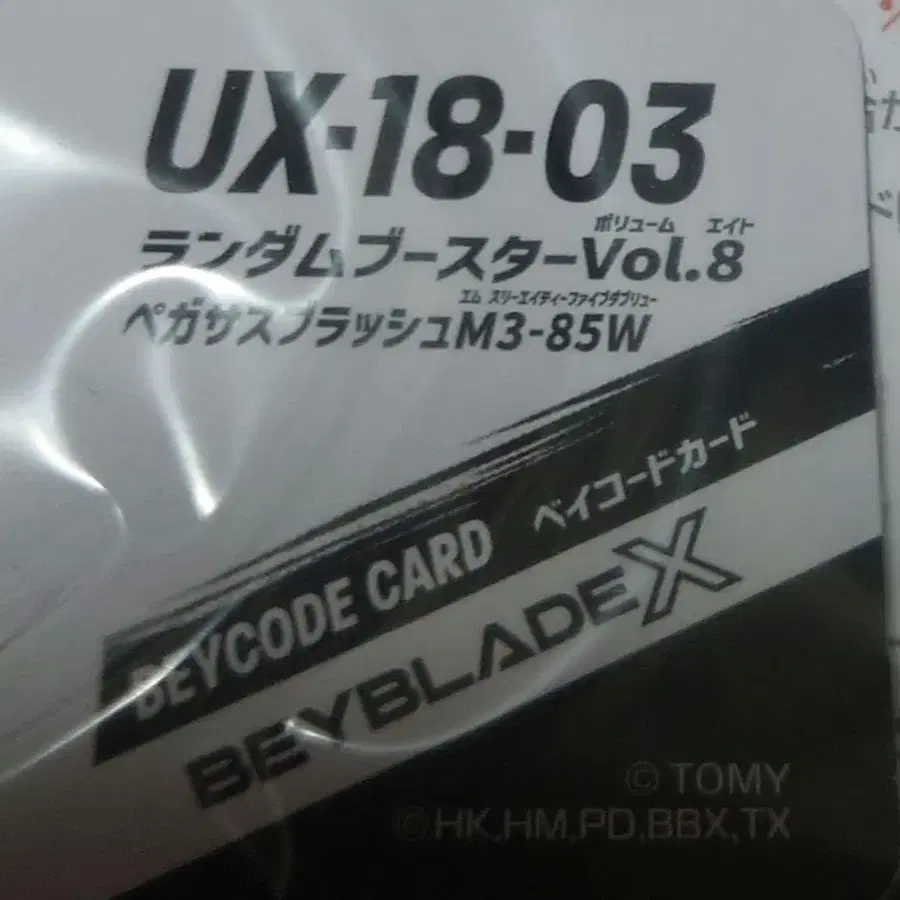 UX-18-03
ボリューム エイト
ランダムブースターVol.8
エム スリーエイティーファイブダブリュー
ペガサスブラッシュM3-85W
BEYCODE CARD ベイコードカード
BEYBLADE X
© TOMY
©HK,HM,PD,BBX,TX